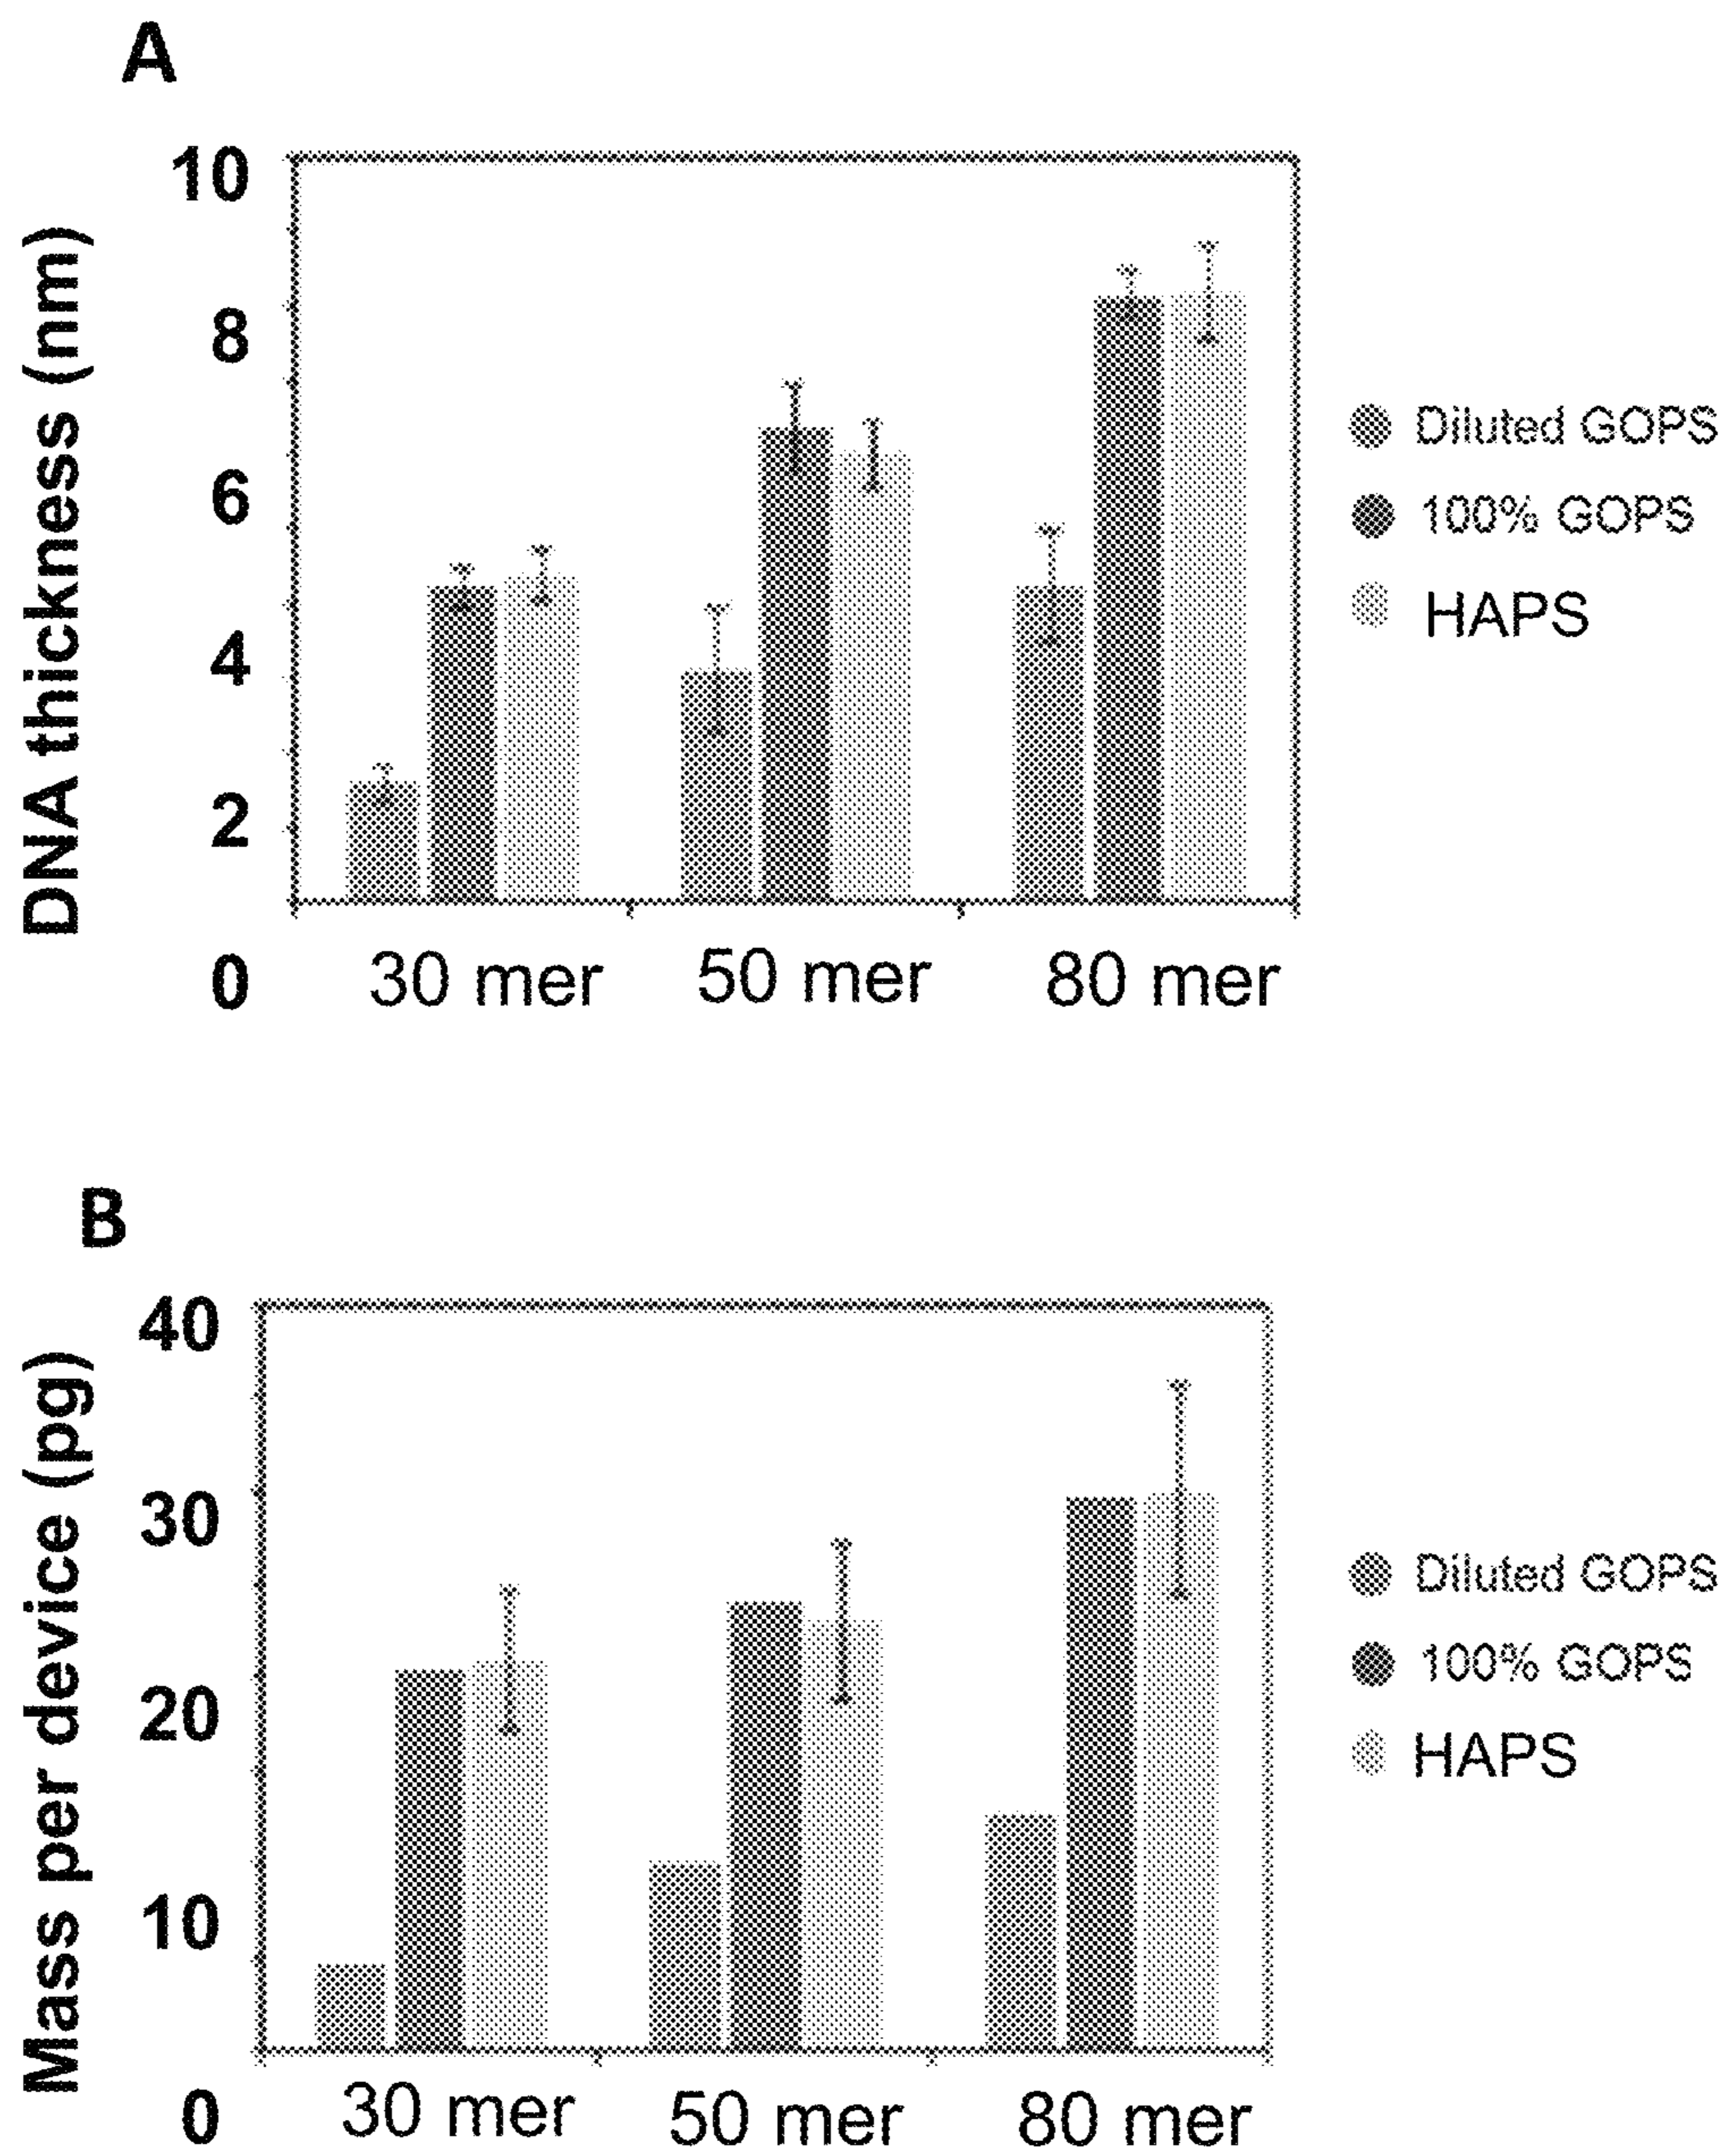 A
DNA thickness (nm)
10
8
6
4
2
0
30 mer
50 mer
80 mer
Diluted GOPS
100% GOPS
HAPS
B
Mass per device (pg)
40
30
20
10
0
30 mer
50 mer
80 mer
Diluted GOPS
100% GOPS
HAPS